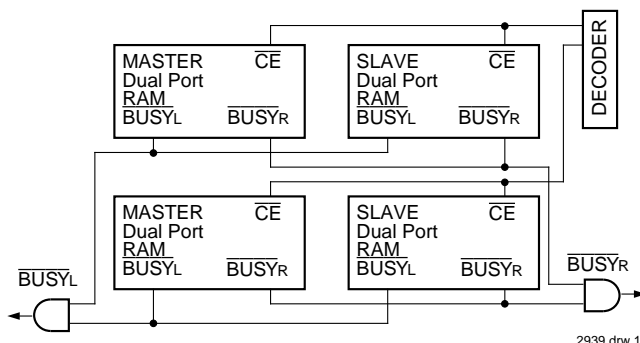 MASTER
Dual Port
RAM
BUSYL
CE
BUSYR
SLAVE
Dual Port
RAM
BUSYL
CE
BUSYR
DECODER
MASTER
Dual Port
RAM
BUSYL
CE
BUSYR
SLAVE
Dual Port
RAM
BUSYL
CE
BUSYR
BUSYL
BUSYR
2939 drw 1